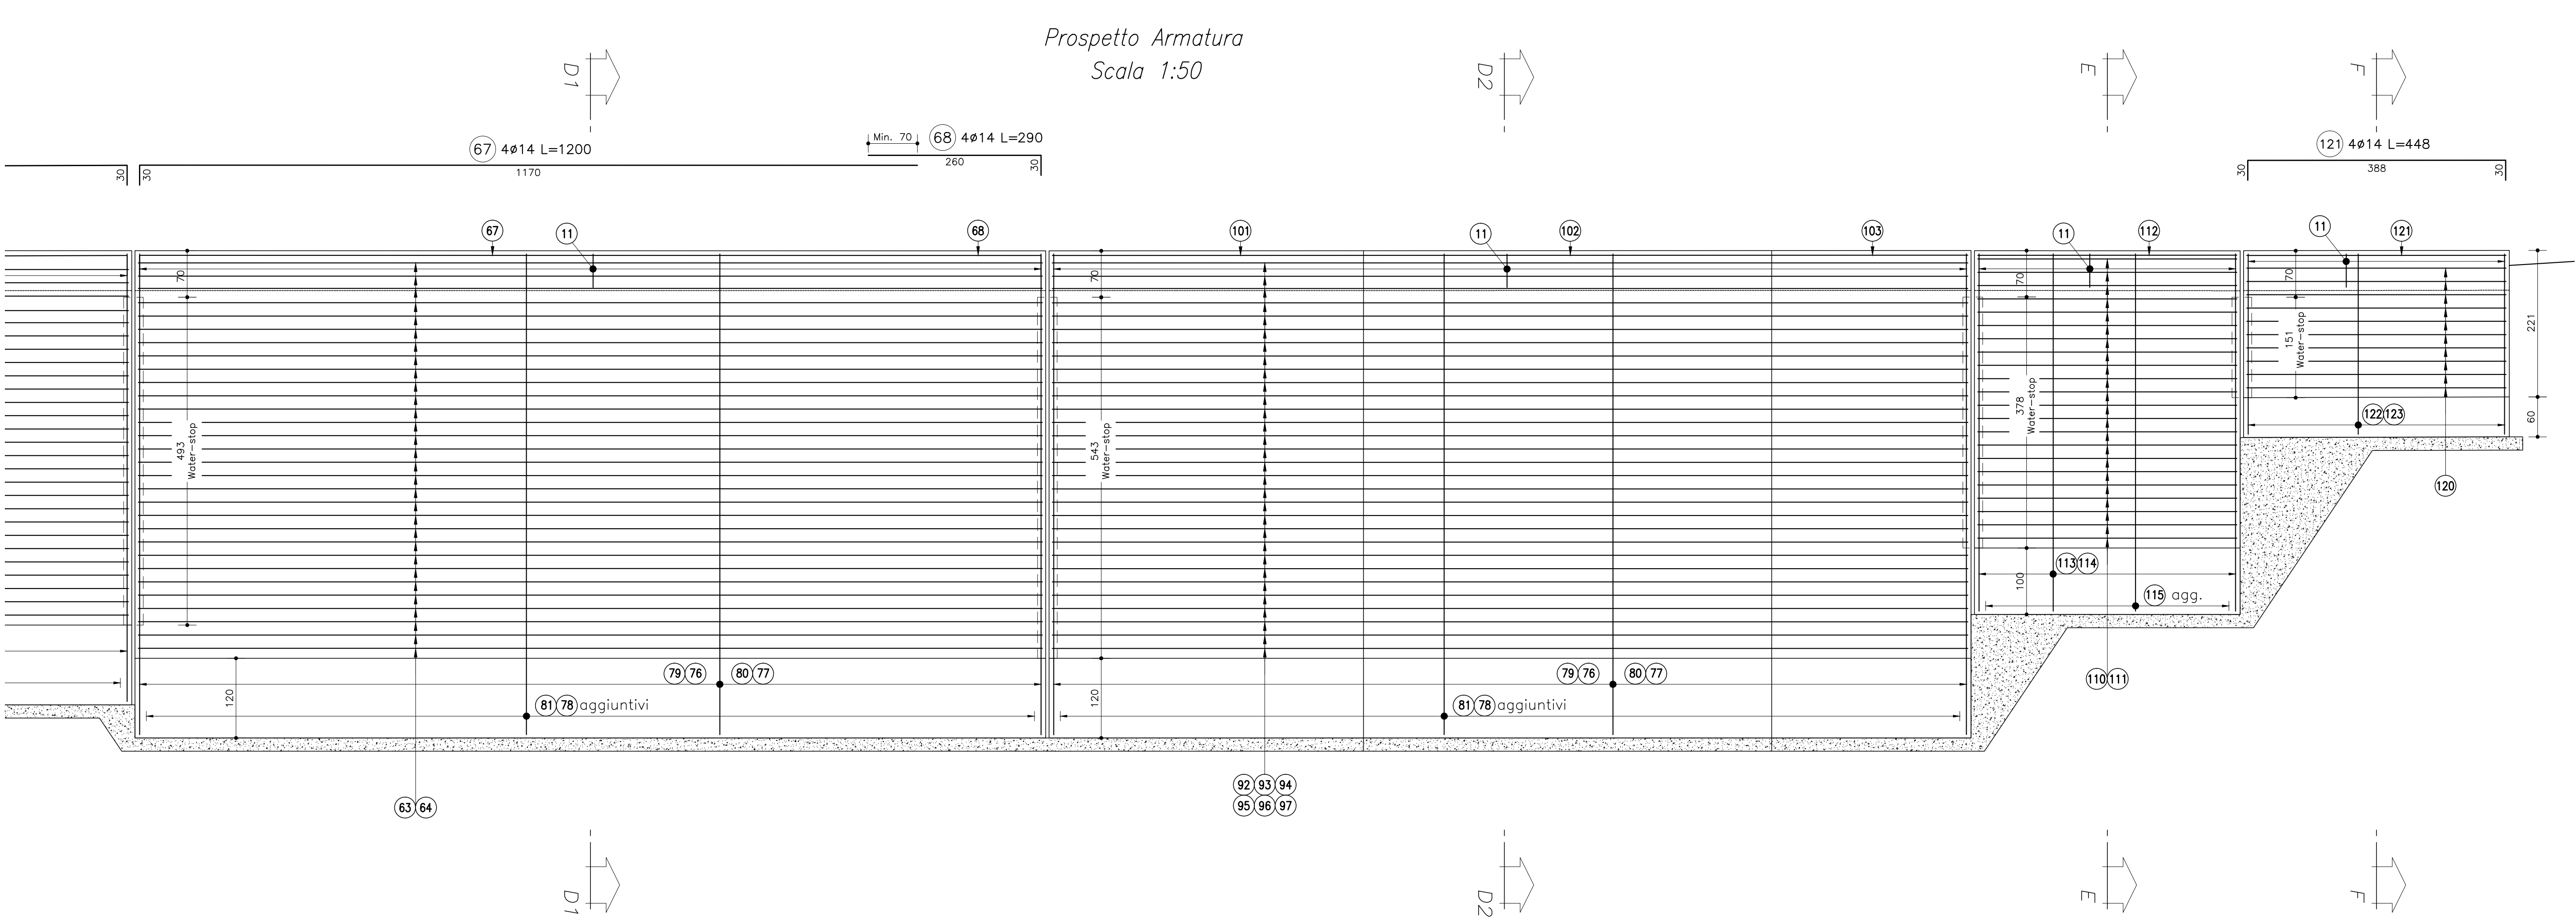 Prospetto Armatura
Scala 1:50
D1
D2
E
F
67 4ø14 L=1200
Min. 70
68 4ø14 L=290
121 4ø14 L=448
30
30
1170
260
30
30
388
30
67
11
68
101
11
102
103
11
112
11
121
70
70
70
70
493
Water-stop
543
Water-stop
378
Water-stop
151
Water-stop
221
60
122 123
120
113 114
100
115 agg.
120
79 76
80 77
81 78 aggiuntivi
120
79 76
80 77
81 78 aggiuntivi
110 111
63 64
92 93 94
95 96 97
D1
D2
E
F